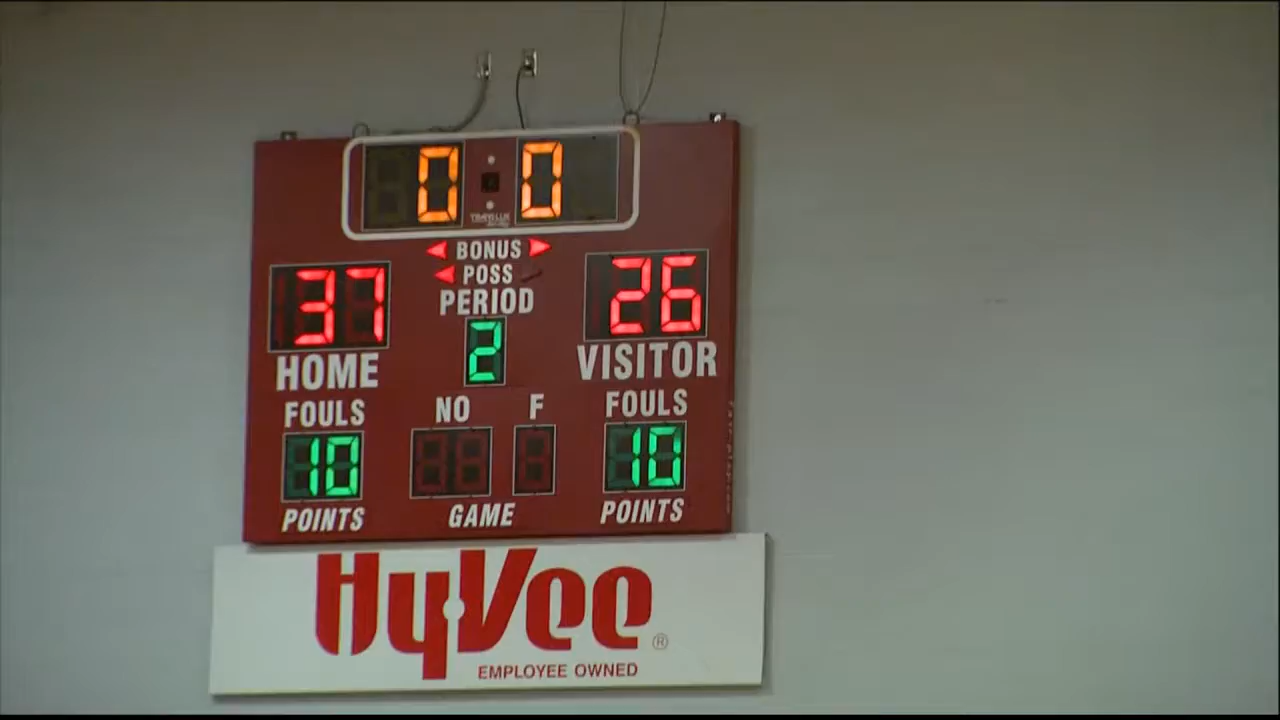 0 0
BONUS
POSS
37 PERIOD 26
2
HOME VISITOR
FOULS NO F FOULS
10 10
POINTS GAME POINTS
HyVee®
EMPLOYEE OWNED